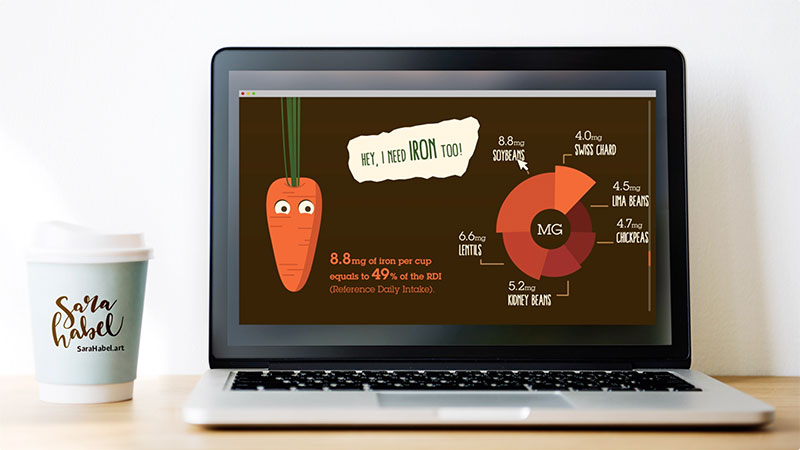 Sara
habel
SaraHabel.art
HEY, I NEED IRON TOO!
8.8mg of iron per cup
equals to 49% of the RDI
(Reference Daily Intake).
8.8mg
SOYBEANS
4.0mg
SWISS CHARD
4.5mg
LIMA BEANS
4.7mg
CHICKPEAS
5.2mg
KIDNEY BEANS
6.6mg
LENTILS
MG